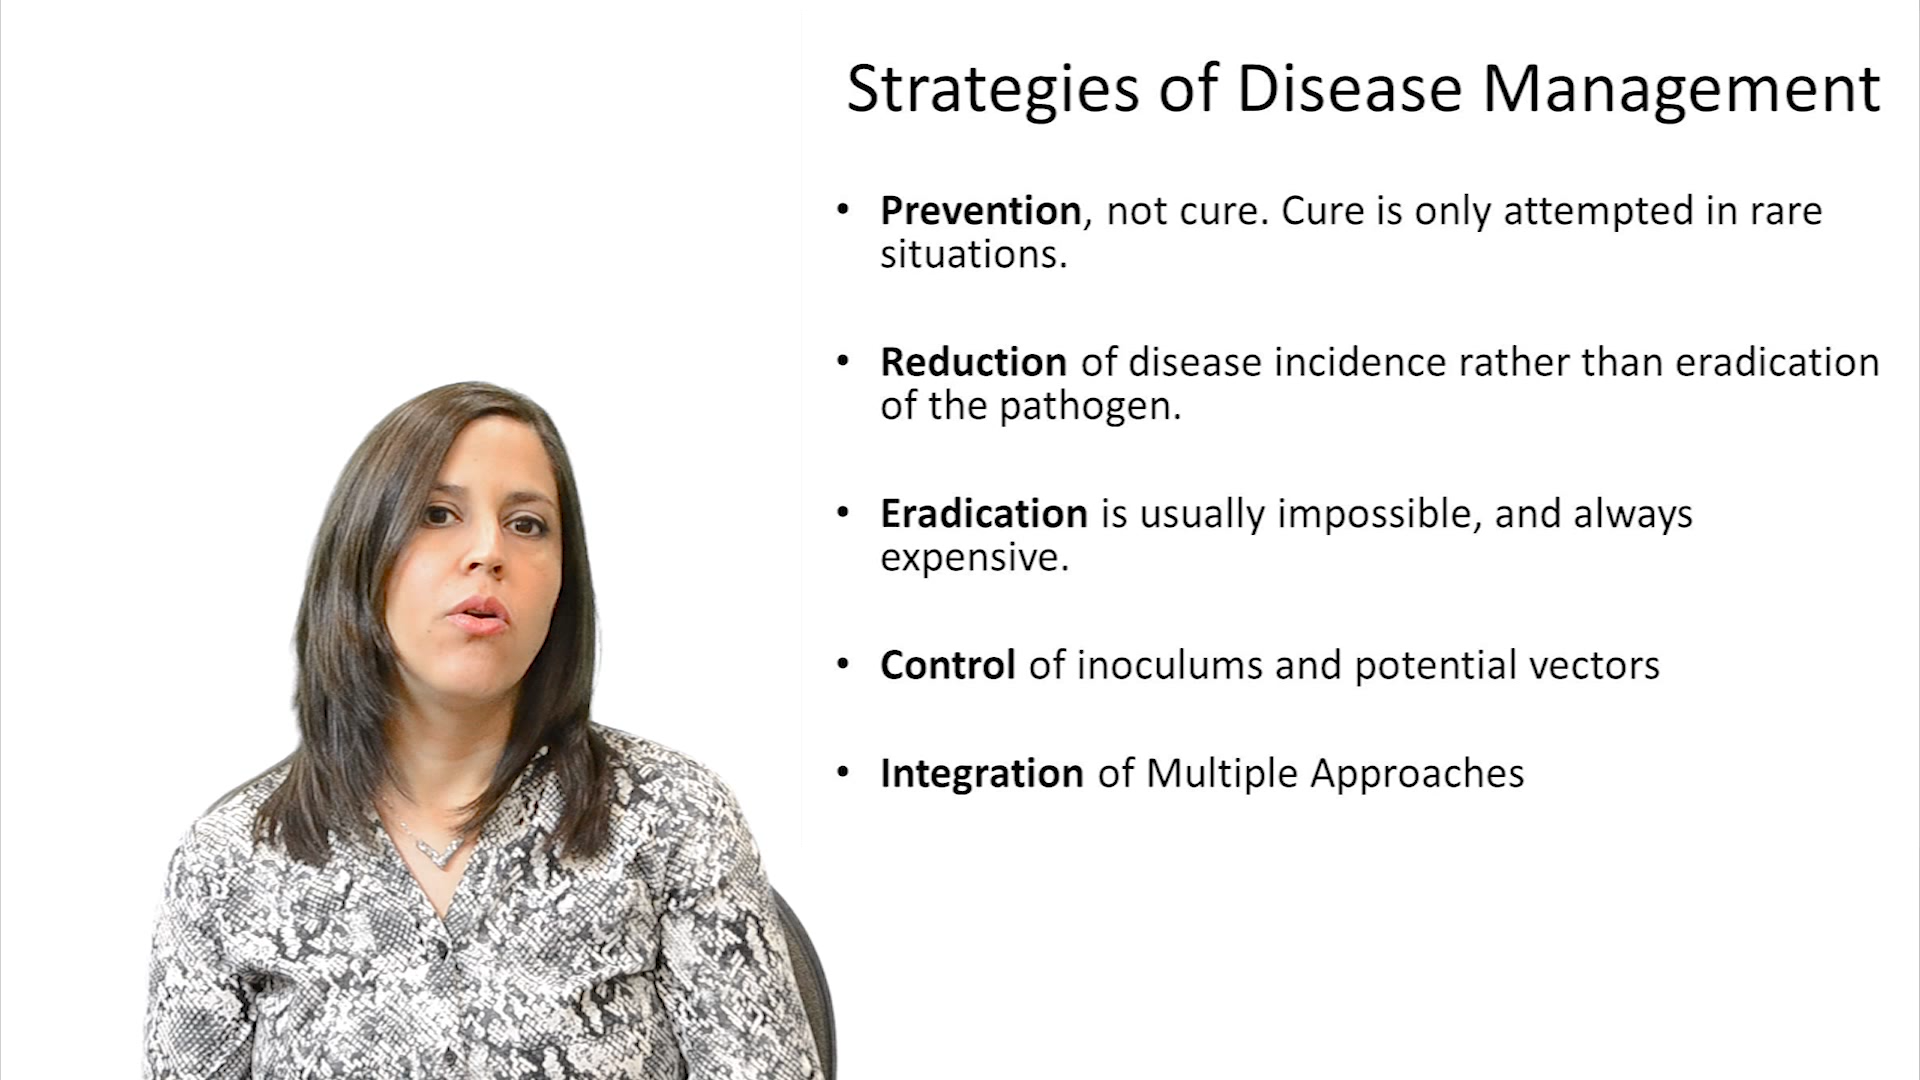 Strategies of Disease Management
• Prevention, not cure. Cure is only attempted in rare
situations.
• Reduction of disease incidence rather than eradication
of the pathogen.
• Eradication is usually impossible, and always
expensive.
• Control of inoculums and potential vectors
• Integration of Multiple Approaches